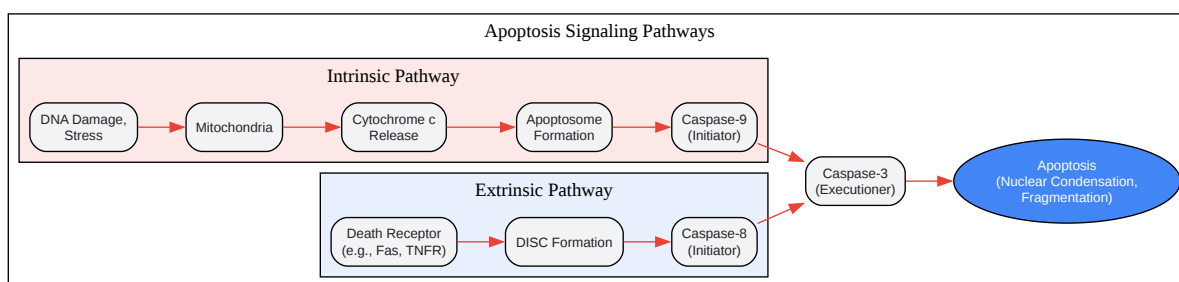 Apoptosis Signaling Pathways
Intrinsic Pathway
DNA Damage,
Stress
Mitochondria
Cytochrome c
Release
Apoptosome
Formation
Caspase-9
(Initiator)
Extrinsic Pathway
Death Receptor
(e.g., Fas, TNFR)
DISC Formation
Caspase-8
(Initiator)
Caspase-3
(Executioner)
Apoptosis
(Nuclear Condensation,
Fragmentation)